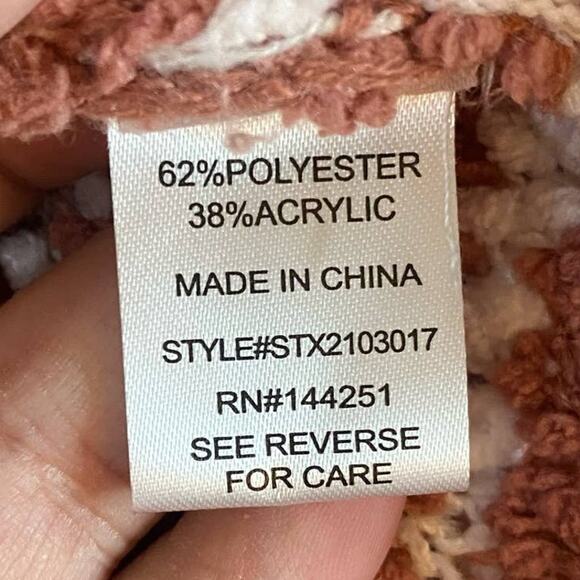 62%POLYESTER
38%ACRYLIC
MADE IN CHINA
STYLE#STX2103017
RN#144251
SEE REVERSE
FOR CARE